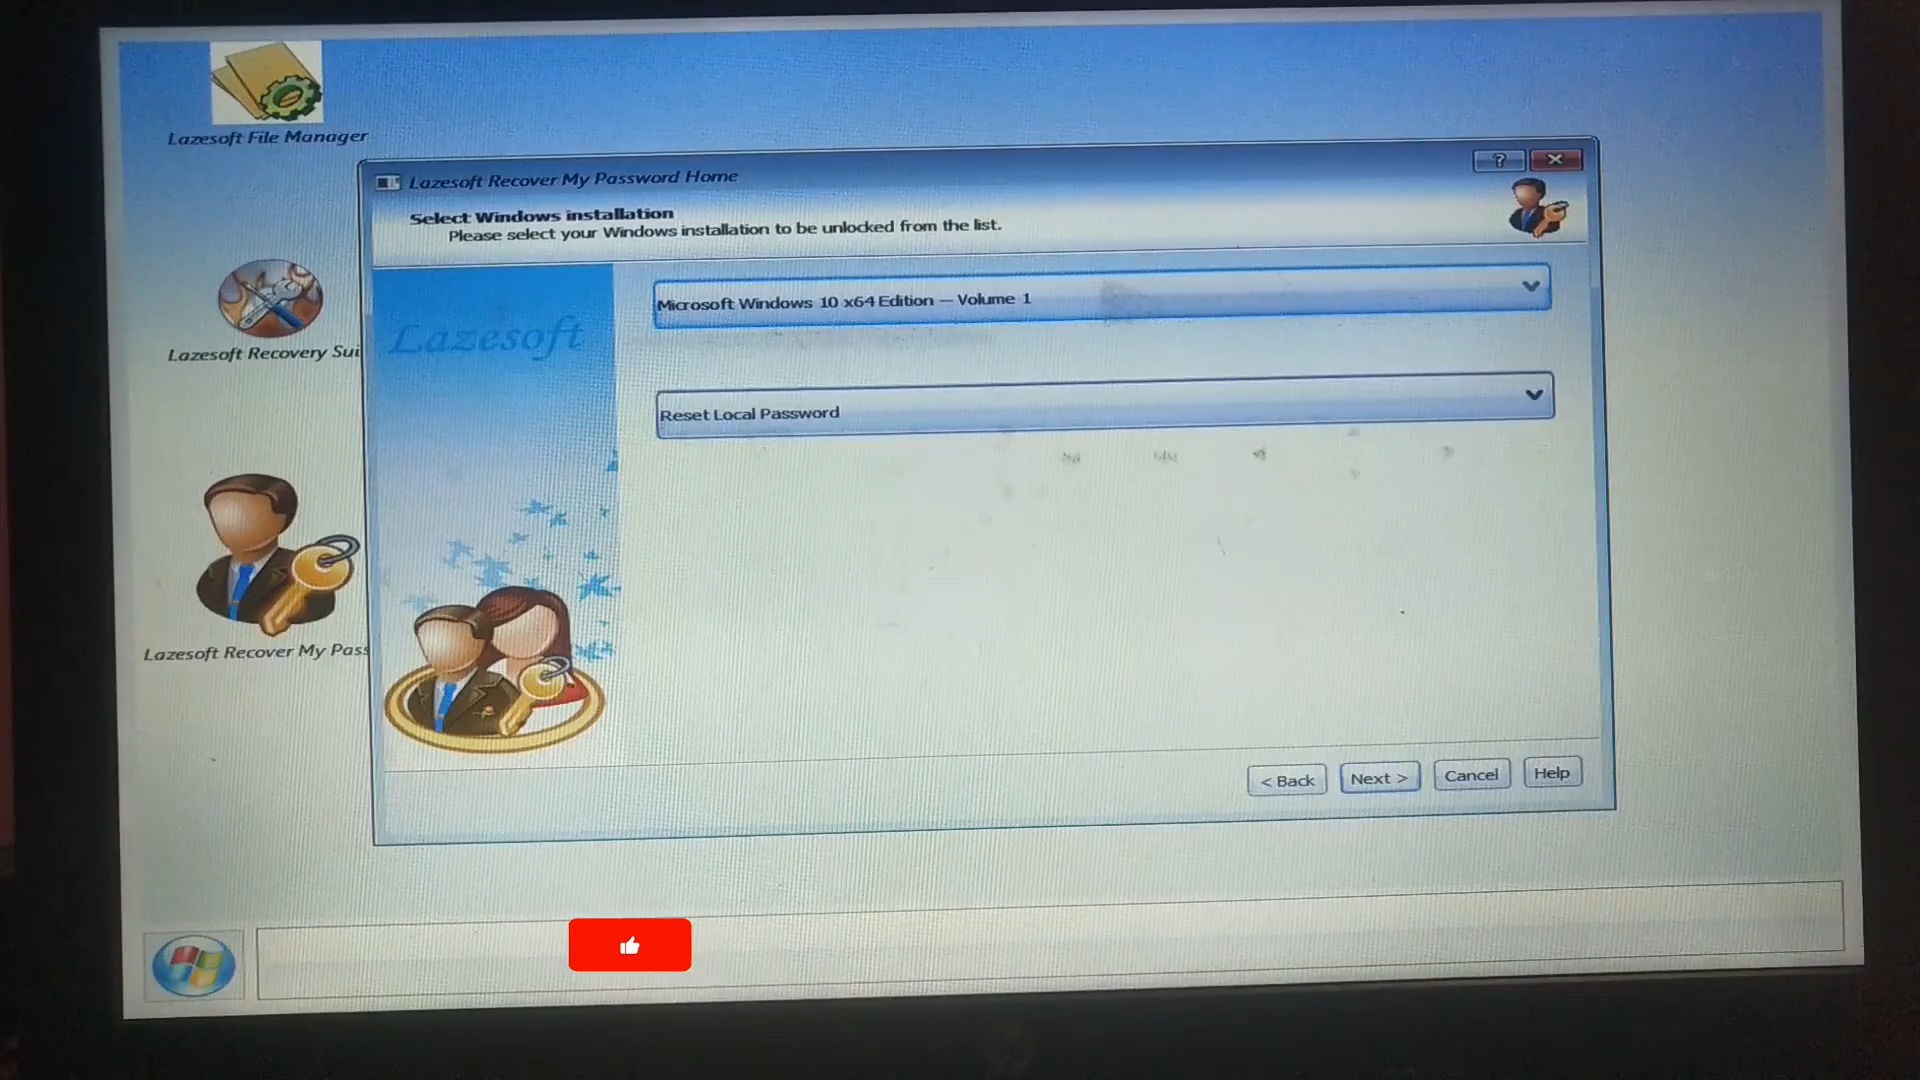 Lazesoft File Manager
Lazesoft Recover My Password Home
?
Select Windows installation
Please select your Windows installation to be unlocked from the list.
Microsoft Windows 10 x64 Edition — Volume 1
Lazesoft
Lazesoft Recovery Sui
Reset Local Password
Lazesoft Recover My Pass
< Back
Next >
Cancel
Help
hp